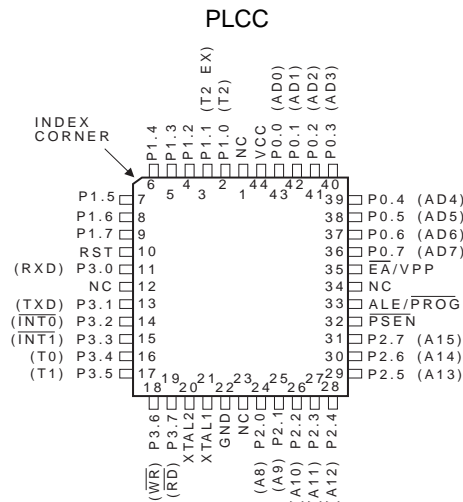 PLCC
INDEX
CORNER
P1.4
P1.3
P1.2
P1.1 (T2 EX)
P1.0 (T2)
NC
VCC
P0.0 (AD0)
P0.1 (AD1)
P0.2 (AD2)
P0.3 (AD3)
6
5
4
3
2
1
44
43
42
41
40
P1.5 7
P1.6 8
P1.7 9
RST 10
(RXD) P3.0 11
NC 12
(TXD) P3.1 13
(INT0) P3.2 14
(INT1) P3.3 15
(T0) P3.4 16
(T1) P3.5 17
39 P0.4 (AD4)
38 P0.5 (AD5)
37 P0.6 (AD6)
36 P0.7 (AD7)
35 EA/VPP
34 NC
33 ALE/PROG
32 PSEN
31 P2.7 (A15)
30 P2.6 (A14)
29 P2.5 (A13)
18
19
20
21
22
23
24
25
26
27
28
(WR) P3.6
(RD) P3.7
XTAL2
XTAL1
GND
NC
(A8) P2.0
(A9) P2.1
(A10) P2.2
(A11) P2.3
(A12) P2.4